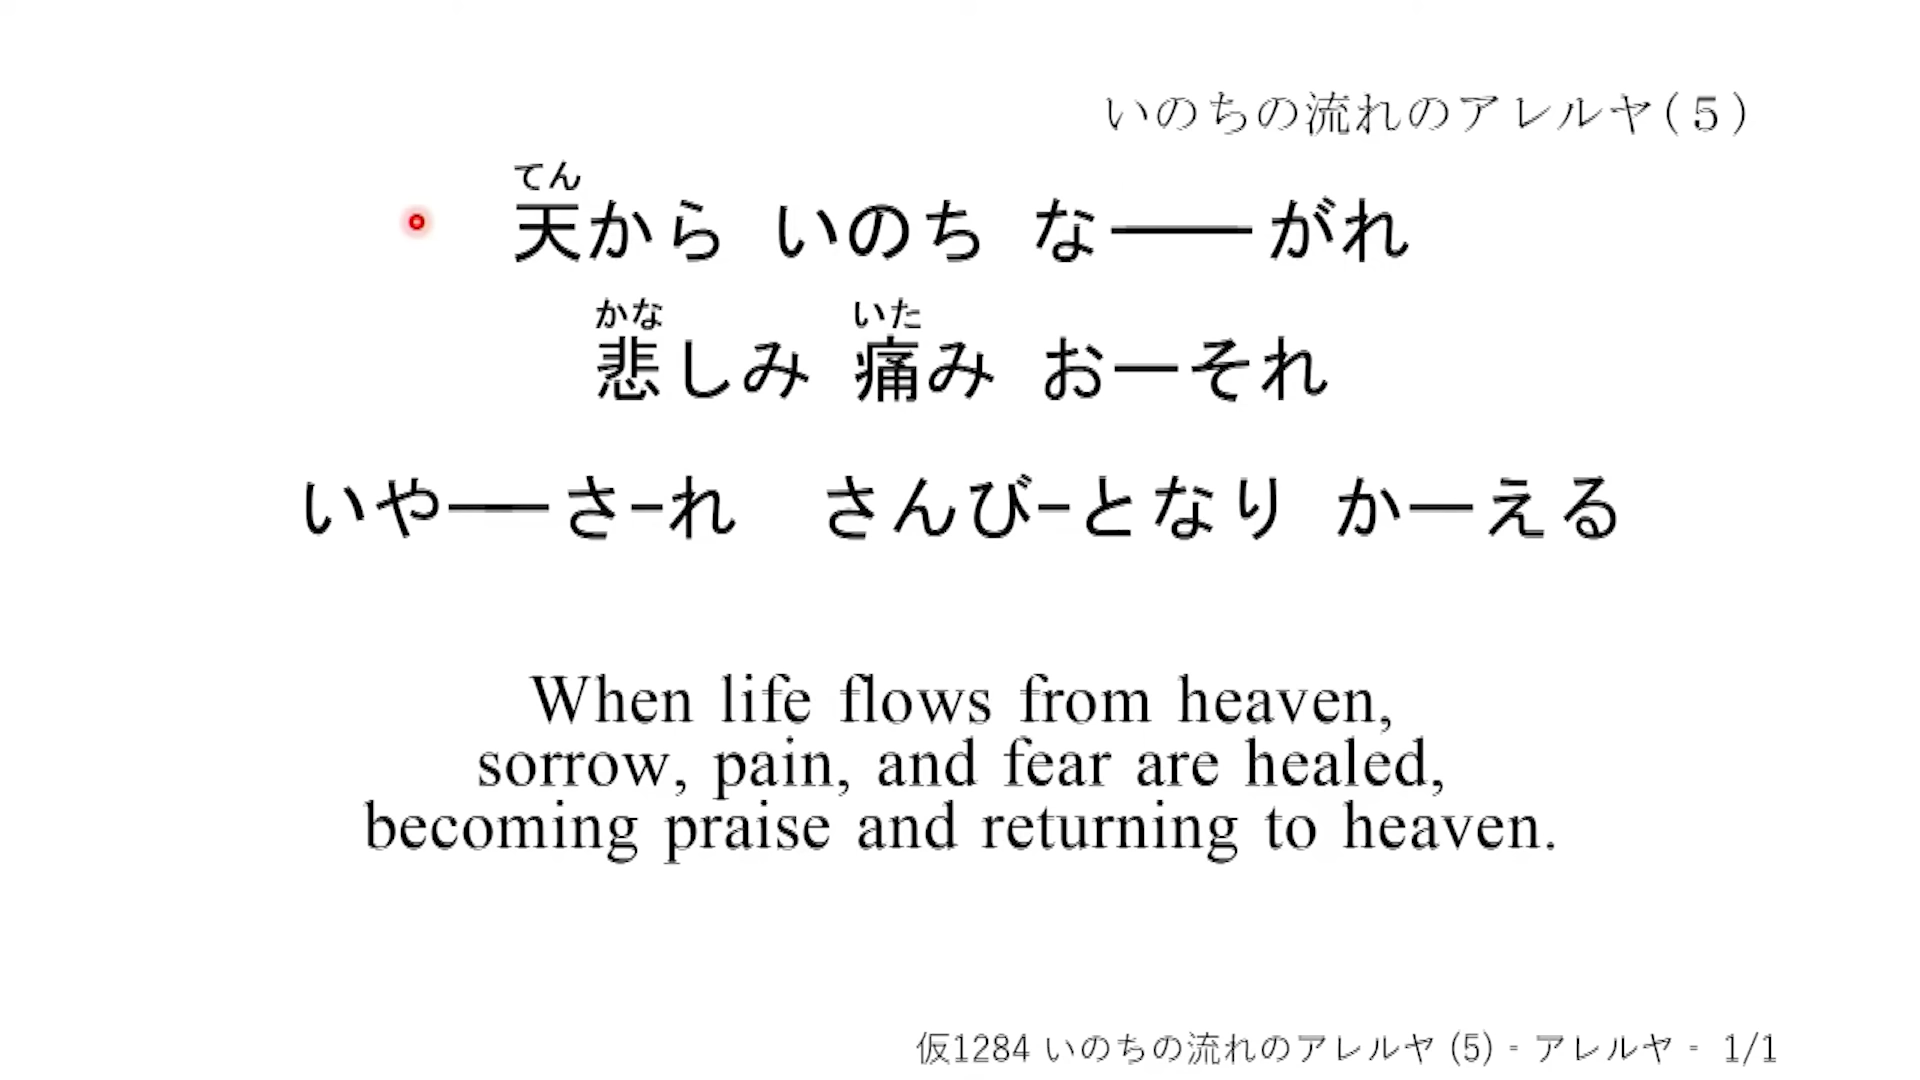 いのちの流れのアレルヤ(５)
てん
天から いのち な――がれ
かな いた
悲しみ 痛み お―それ
いや――さ-れ　さんび-となり か―える
When life flows from heaven,
sorrow, pain, and fear are healed,
becoming praise and returning to heaven.
仮1284 いのちの流れのアレルヤ (5) - アレルヤ - 1/1